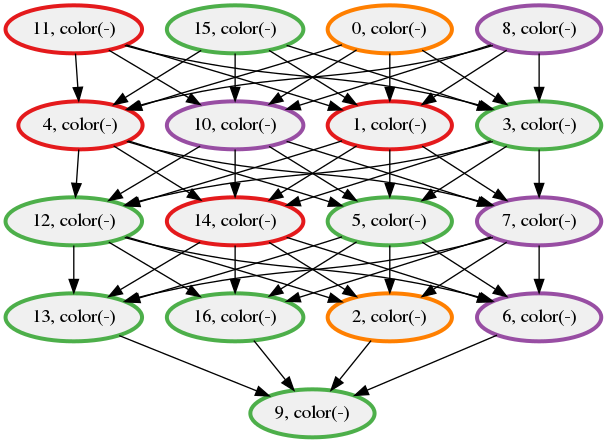 11, color(-) 15, color(-) 0, color(-) 8, color(-)
4, color(-) 10, color(-) 1, color(-) 3, color(-)
12, color(-) 14, color(-) 5, color(-) 7, color(-)
13, color(-) 16, color(-) 2, color(-) 6, color(-)
9, color(-)